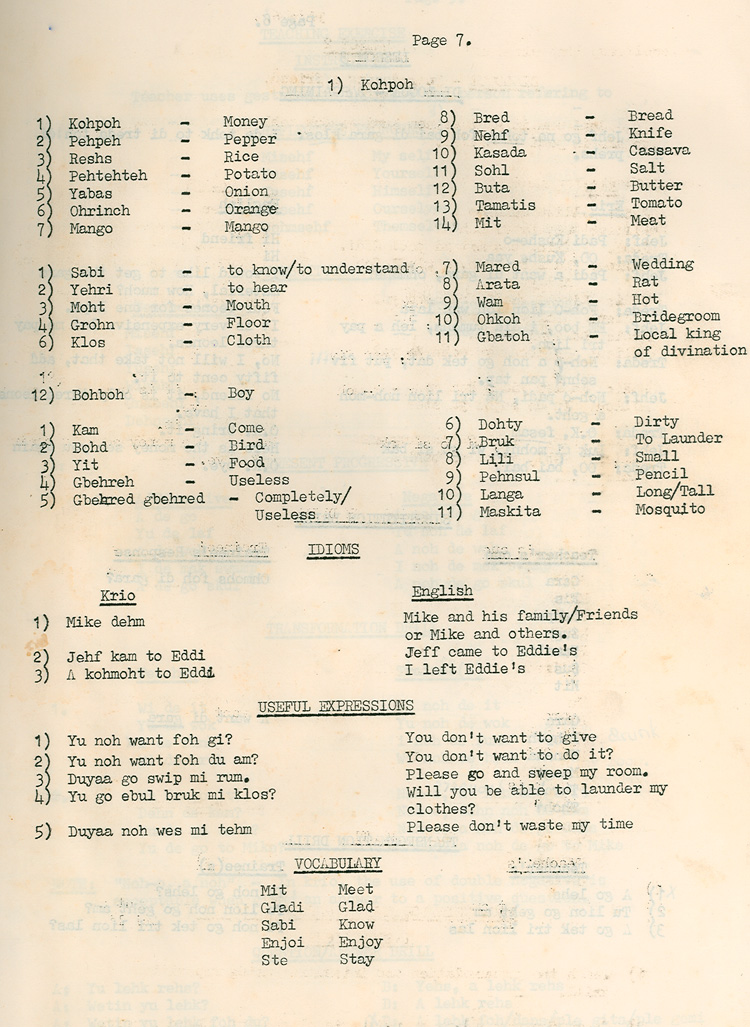 Page 7.
1) Kohpoh
1) Kohpoh - Money
2) Pehpeh - Pepper
3) Reshs - Rice
4) Pehtehteh - Potato
5) Yabas - Onion
6) Ohrinch - Orange
7) Mango - Mango
8) Bred - Bread
9) Nehf - Knife
10) Kasada - Cassava
11) Sohl - Salt
12) Buta - Butter
13) Tamatis - Tomato
14) Mit - Meat
1) Sabi - to know/to understand
2) Yehri - to hear
3) Moht - Mouth
4) Grohn - Floor
6) Klos - Cloth
7) Mared - Wedding
8) Arata - Rat
9) Wam - Hot
10) Ohkoh - Bridegroom
11) Gbatoh - Local king
of divination
12) Bohboh - Boy
1) Kam - Come
2) Bohd - Bird
3) Yit - Food
4) Gbehreh - Useless
5) Gbehred gbehred - Completely/
Useless
6) Dohty - Dirty
7) Bruk - To Launder
8) Lili - Small
9) Pehnsul - Pencil
10) Langa - Long/Tall
11) Maskita - Mosquito
IDIOMS
Krio English
1) Mike dehm Mike and his family/Friends
or Mike and others.
2) Jehf kam to Eddi Jeff came to Eddie's
3) A kohmoht to Eddi I left Eddie's
USEFUL EXPRESSIONS
1) Yu noh want foh gi? You don't want to give
2) Yu noh want foh du am? You don't want to do it?
3) Duyaa go swip mi rum. Please go and sweep my room.
4) Yu go ebul bruk mi klos? Will you be able to launder my
clothes?
5) Duyaa noh wes mi tehm Please don't waste my time
VOCABULARY
Mit Meet
Gladi Glad
Sabi Know
Enjoi Enjoy
Ste Stay